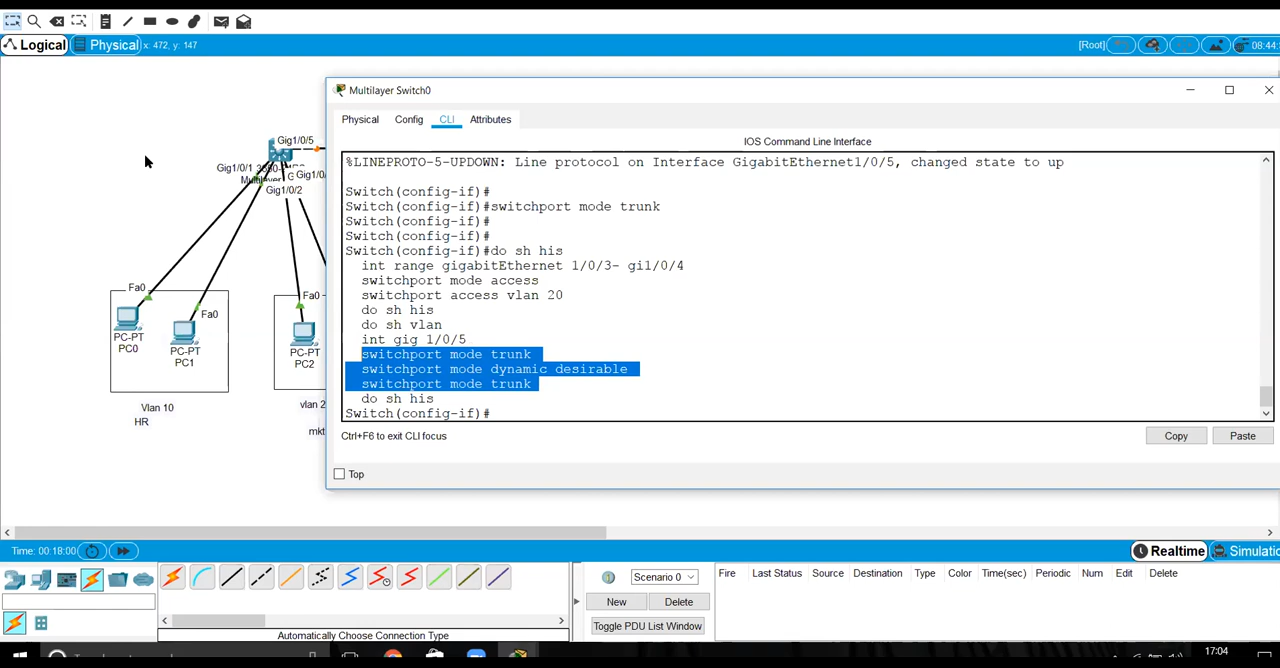 Logical Physical x: 472, y: 147 [Root] 08:44:
Multilayer Switch0
Physical Config CLI Attributes
IOS Command Line Interface
%LINEPROTO-5-UPDOWN: Line protocol on Interface GigabitEthernet1/0/5, changed state to up
Switch(config-if)#
Switch(config-if)#switchport mode trunk
Switch(config-if)#
Switch(config-if)#
Switch(config-if)#do sh his
int range gigabitEthernet 1/0/3- gi1/0/4
switchport mode access
switchport access vlan 20
do sh his
do sh vlan
int gig 1/0/5
switchport mode trunk
switchport mode dynamic desirable
switchport mode trunk
do sh his
Switch(config-if)#
Ctrl+F6 to exit CLI focus
Copy Paste
Top
Gig1/0/5
Gig1/0/1
Gig1/0/2
Fa0
Fa0
Fa0
PC-PT
PC0
PC-PT
PC1
PC-PT
PC2
Vlan 10
HR
vlan 2
mkt
Time: 00:18:00
Realtime Simulatio
Scenario 0
New Delete
Toggle PDU List Window
Fire Last Status Source Destination Type Color Time(sec) Periodic Num Edit Delete
Automatically Choose Connection Type
17:04